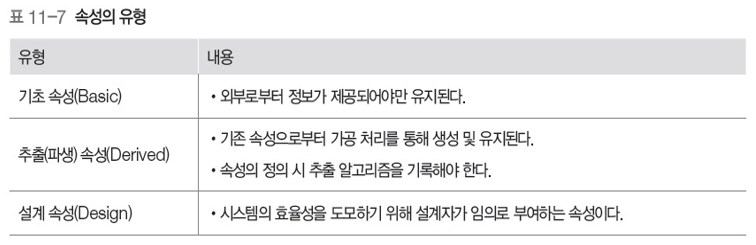 표 11-7 속성의 유형
유형 내용
기초 속성(Basic) • 외부로부터 정보가 제공되어야만 유지된다.
추출(파생) 속성(Derived) • 기존 속성으로부터 가공 처리를 통해 생성 및 유지된다.
• 속성의 정의 시 추출 알고리즘을 기록해야 한다.
설계 속성(Design) • 시스템의 효율성을 도모하기 위해 설계자가 임의로 부여하는 속성이다.